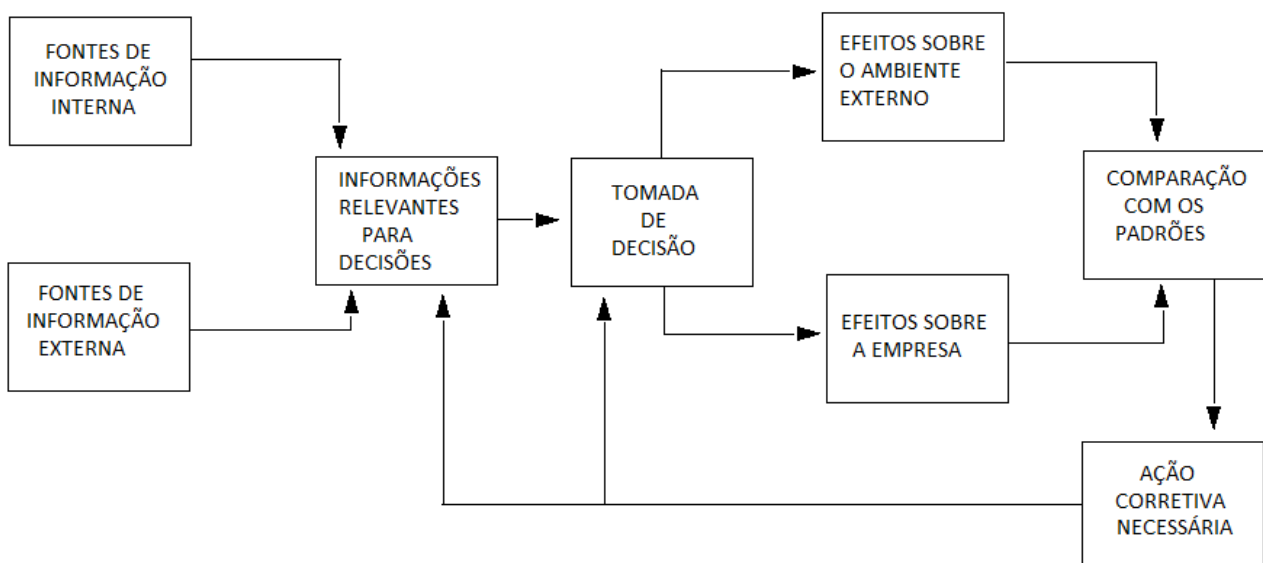 FONTES DE
INFORMAÇÃO
INTERNA
FONTES DE
INFORMAÇÃO
EXTERNA
INFORMAÇÕES
RELEVANTES
PARA
DECISÕES
TOMADA
DE
DECISÃO
EFEITOS SOBRE
O AMBIENTE
EXTERNO
EFEITOS SOBRE
A EMPRESA
COMPARAÇÃO
COM OS
PADRÕES
AÇÃO
CORRETIVA
NECESSÁRIA